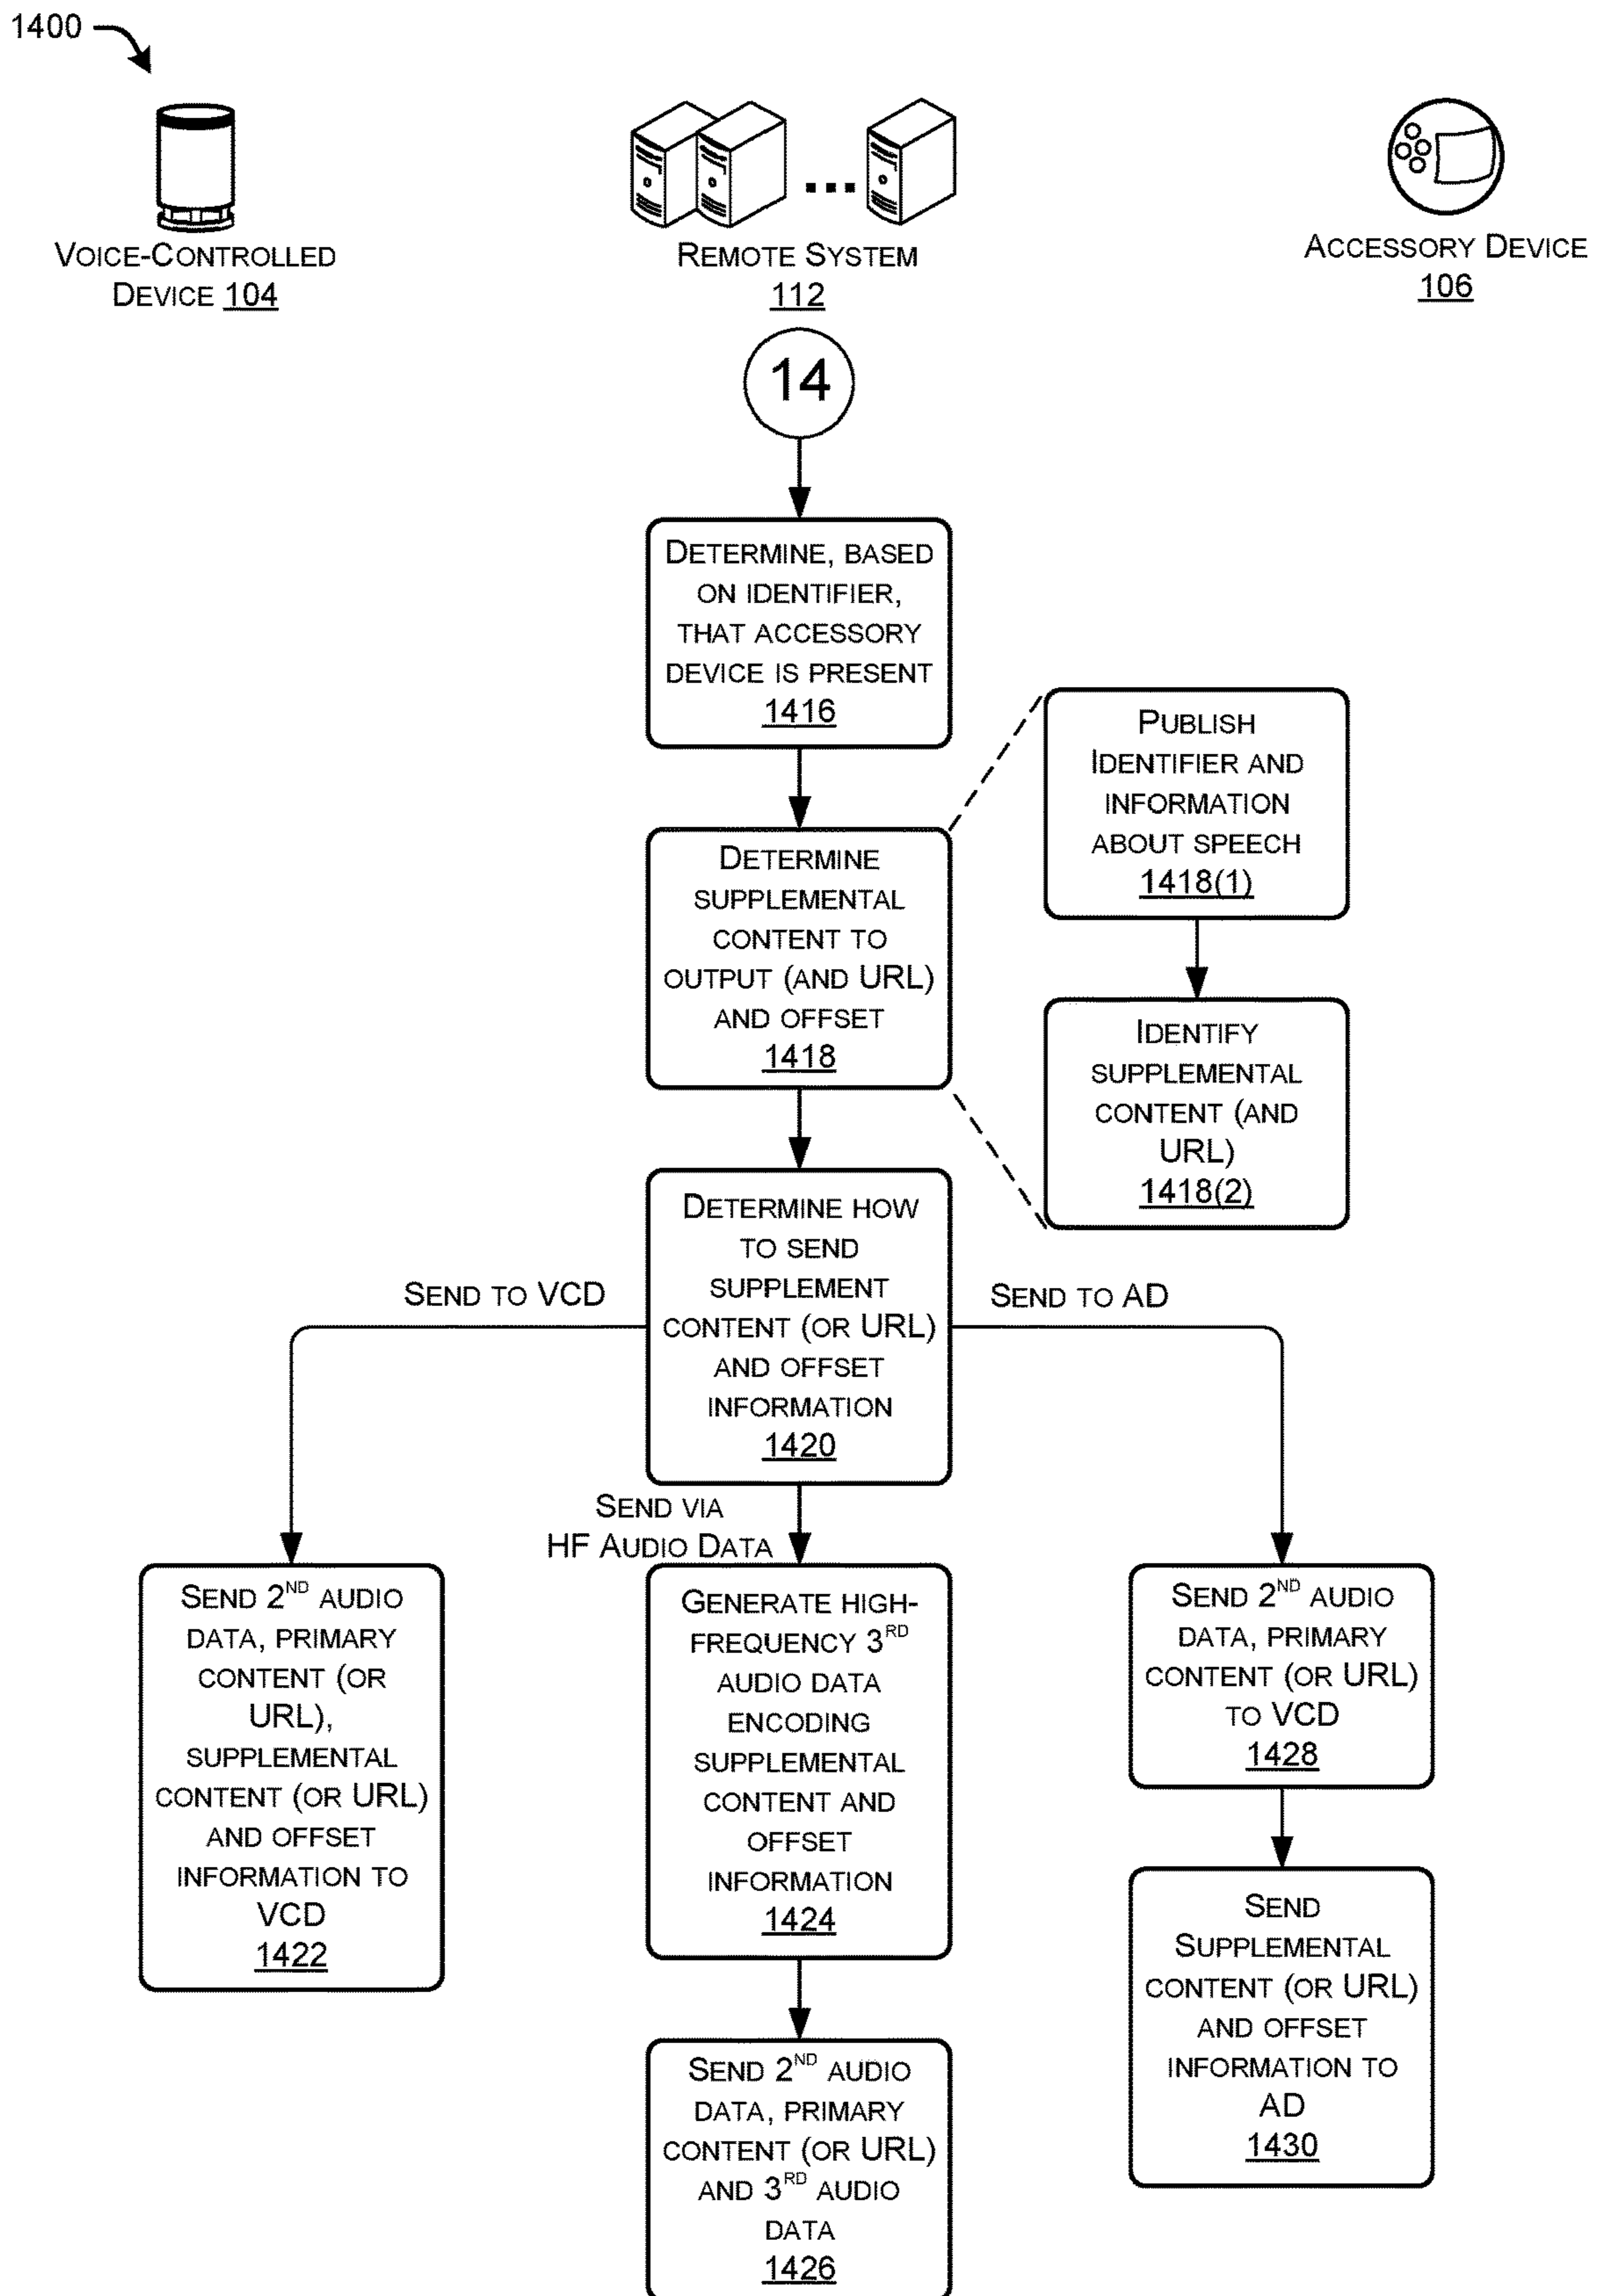 1400
VOICE-CONTROLLED
DEVICE 104
REMOTE SYSTEM
112
ACCESSORY DEVICE
106
14
DETERMINE, BASED
ON IDENTIFIER,
THAT ACCESSORY
DEVICE IS PRESENT
1416
DETERMINE
SUPPLEMENTAL
CONTENT TO
OUTPUT (AND URL)
AND OFFSET
1418
PUBLISH
IDENTIFIER AND
INFORMATION
ABOUT SPEECH
1418(1)
IDENTIFY
SUPPLEMENTAL
CONTENT (AND
URL)
1418(2)
DETERMINE HOW
TO SEND
SUPPLEMENT
CONTENT (OR URL)
AND OFFSET
INFORMATION
1420
SEND TO VCD
SEND VIA
HF AUDIO DATA
SEND TO AD
SEND 2ND AUDIO
DATA, PRIMARY
CONTENT (OR
URL),
SUPPLEMENTAL
CONTENT (OR URL)
AND OFFSET
INFORMATION TO
VCD
1422
GENERATE HIGH-
FREQUENCY 3RD
AUDIO DATA
ENCODING
SUPPLEMENTAL
CONTENT AND
OFFSET
INFORMATION
1424
SEND 2ND AUDIO
DATA, PRIMARY
CONTENT (OR URL)
AND 3RD AUDIO
DATA
1426
SEND 2ND AUDIO
DATA, PRIMARY
CONTENT (OR URL)
TO VCD
1428
SEND
SUPPLEMENTAL
CONTENT (OR URL)
AND OFFSET
INFORMATION TO
AD
1430